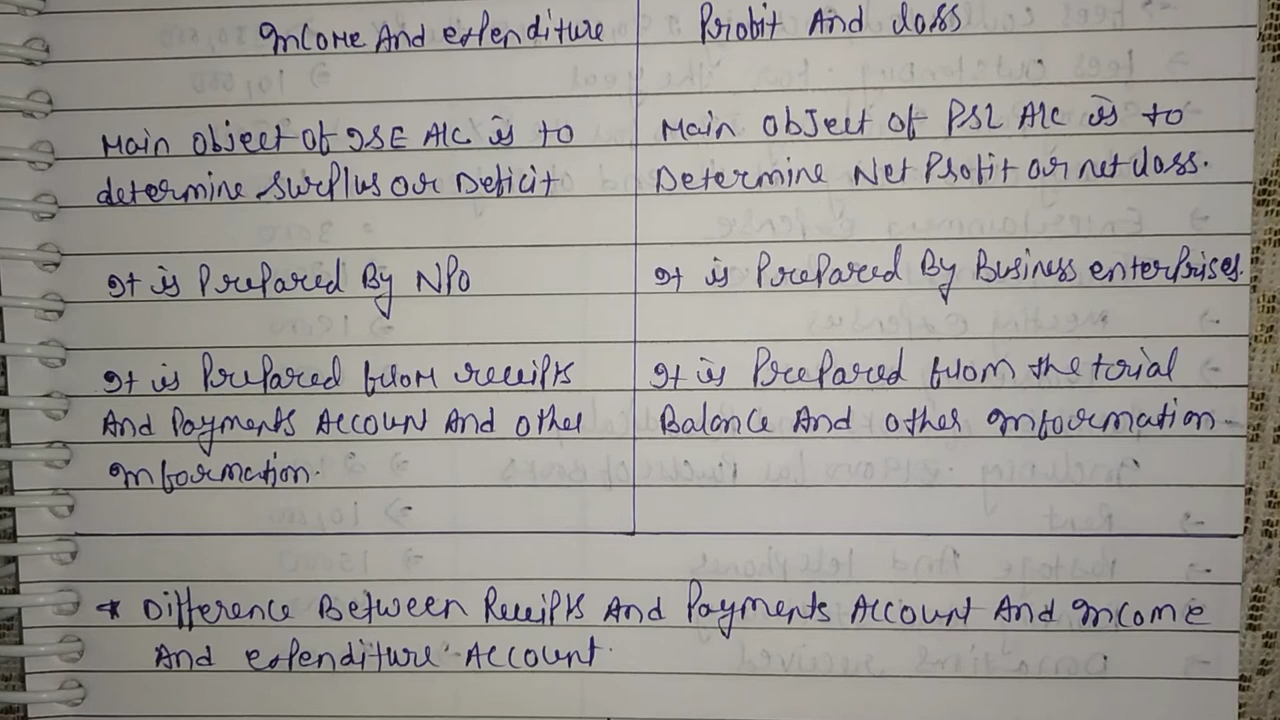 Income And expenditure
Profit And Loss
Main object of I&E A/c is to
determine Surplus or Deficit
Main object of P&L A/c is to
Determine Net Profit or net loss.
It is Prepared By NPO
It is Prepared By Business enterprises.
It is Prepared from receipts
And Payments Account And other
information.
It is Prepared from the trial
Balance And other information
* Difference Between Receipts And Payments Account And income
And expenditure Account.